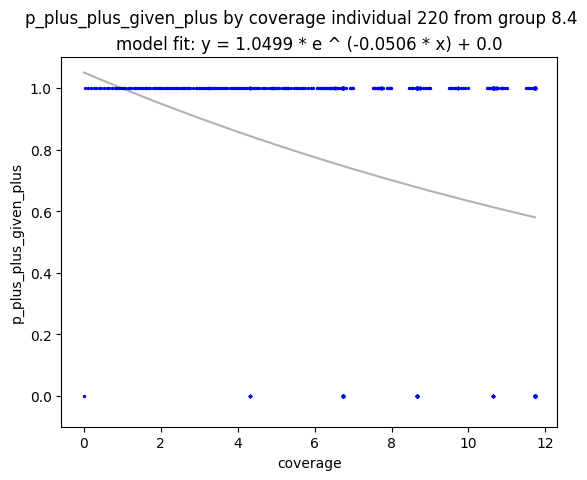 p_plus_plus_given_plus by coverage individual 220 from group 8.4
model fit: y = 1.0499 * e ^ (-0.0506 * x) + 0.0
1.0
0.8
0.6
0.4
0.2
0.0
p_plus_plus_given_plus
0 2 4 6 8 10 12
coverage